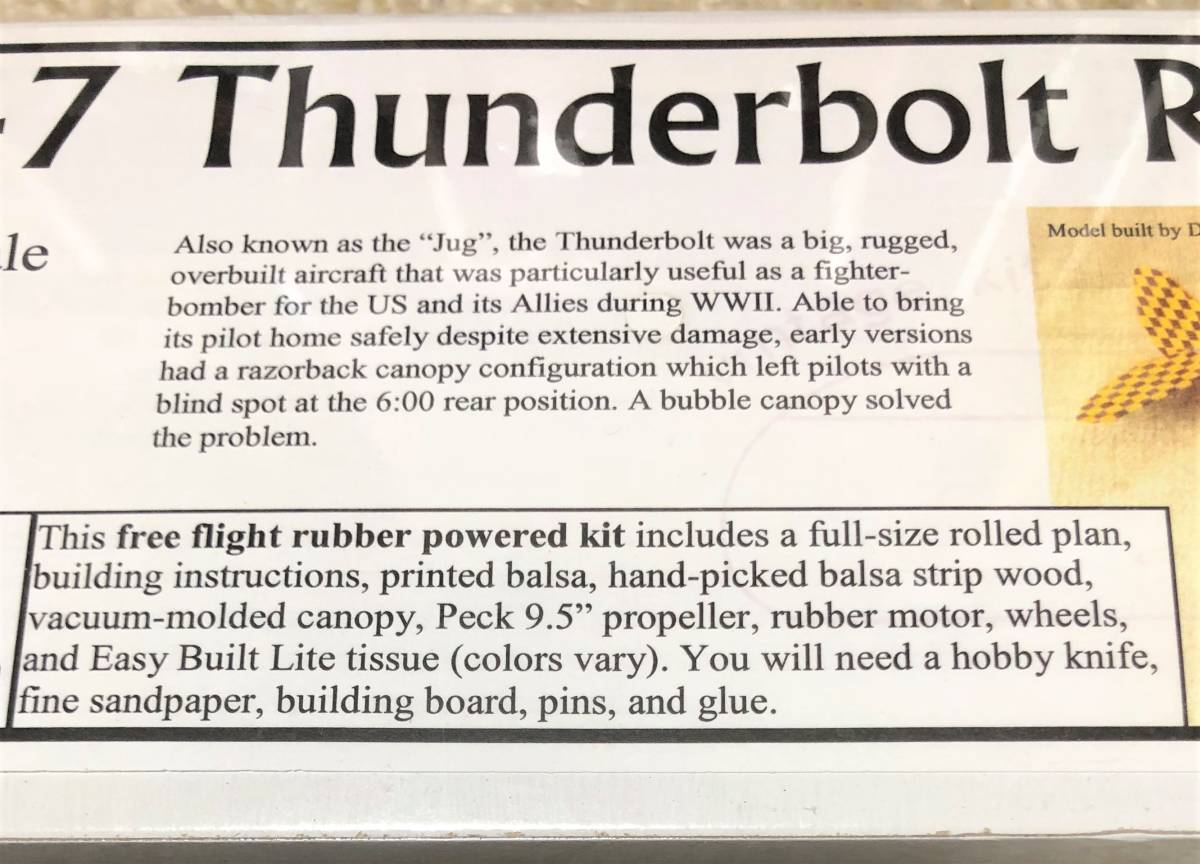 -7 Thunderbolt R
le
Also known as the “Jug”, the Thunderbolt was a big, rugged,
overbuilt aircraft that was particularly useful as a fighter-
bomber for the US and its Allies during WWII. Able to bring
its pilot home safely despite extensive damage, early versions
had a razorback canopy configuration which left pilots with a
blind spot at the 6:00 rear position. A bubble canopy solved
the problem.
Model built by D
This free flight rubber powered kit includes a full-size rolled plan,
building instructions, printed balsa, hand-picked balsa strip wood,
vacuum-molded canopy, Peck 9.5” propeller, rubber motor, wheels,
and Easy Built Lite tissue (colors vary). You will need a hobby knife,
fine sandpaper, building board, pins, and glue.